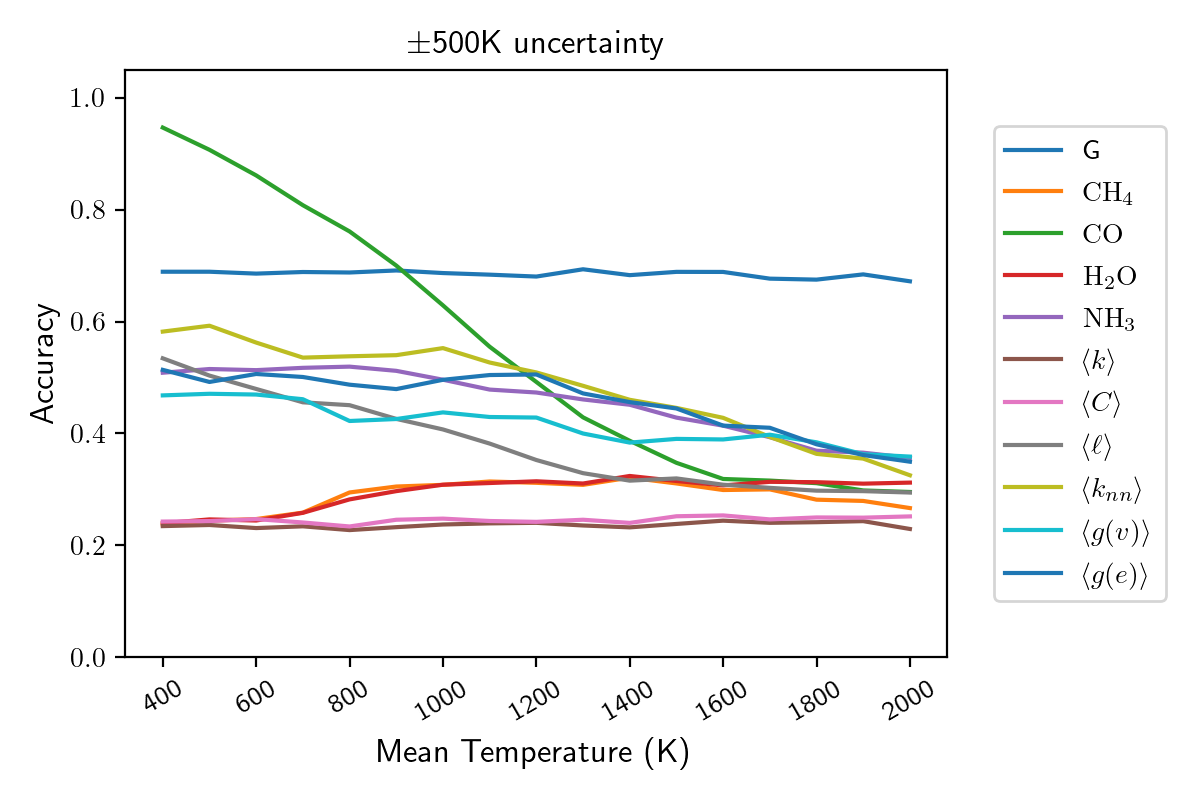 ±500K uncertainty
Accuracy
1.0
0.8
0.6
0.4
0.2
0.0
400 600 800 1000 1200 1400 1600 1800 2000
Mean Temperature (K)
G
CH₄
CO
H₂O
NH₃
⟨k⟩
⟨C⟩
⟨ℓ⟩
⟨kₙₙ⟩
⟨g(v)⟩
⟨g(e)⟩